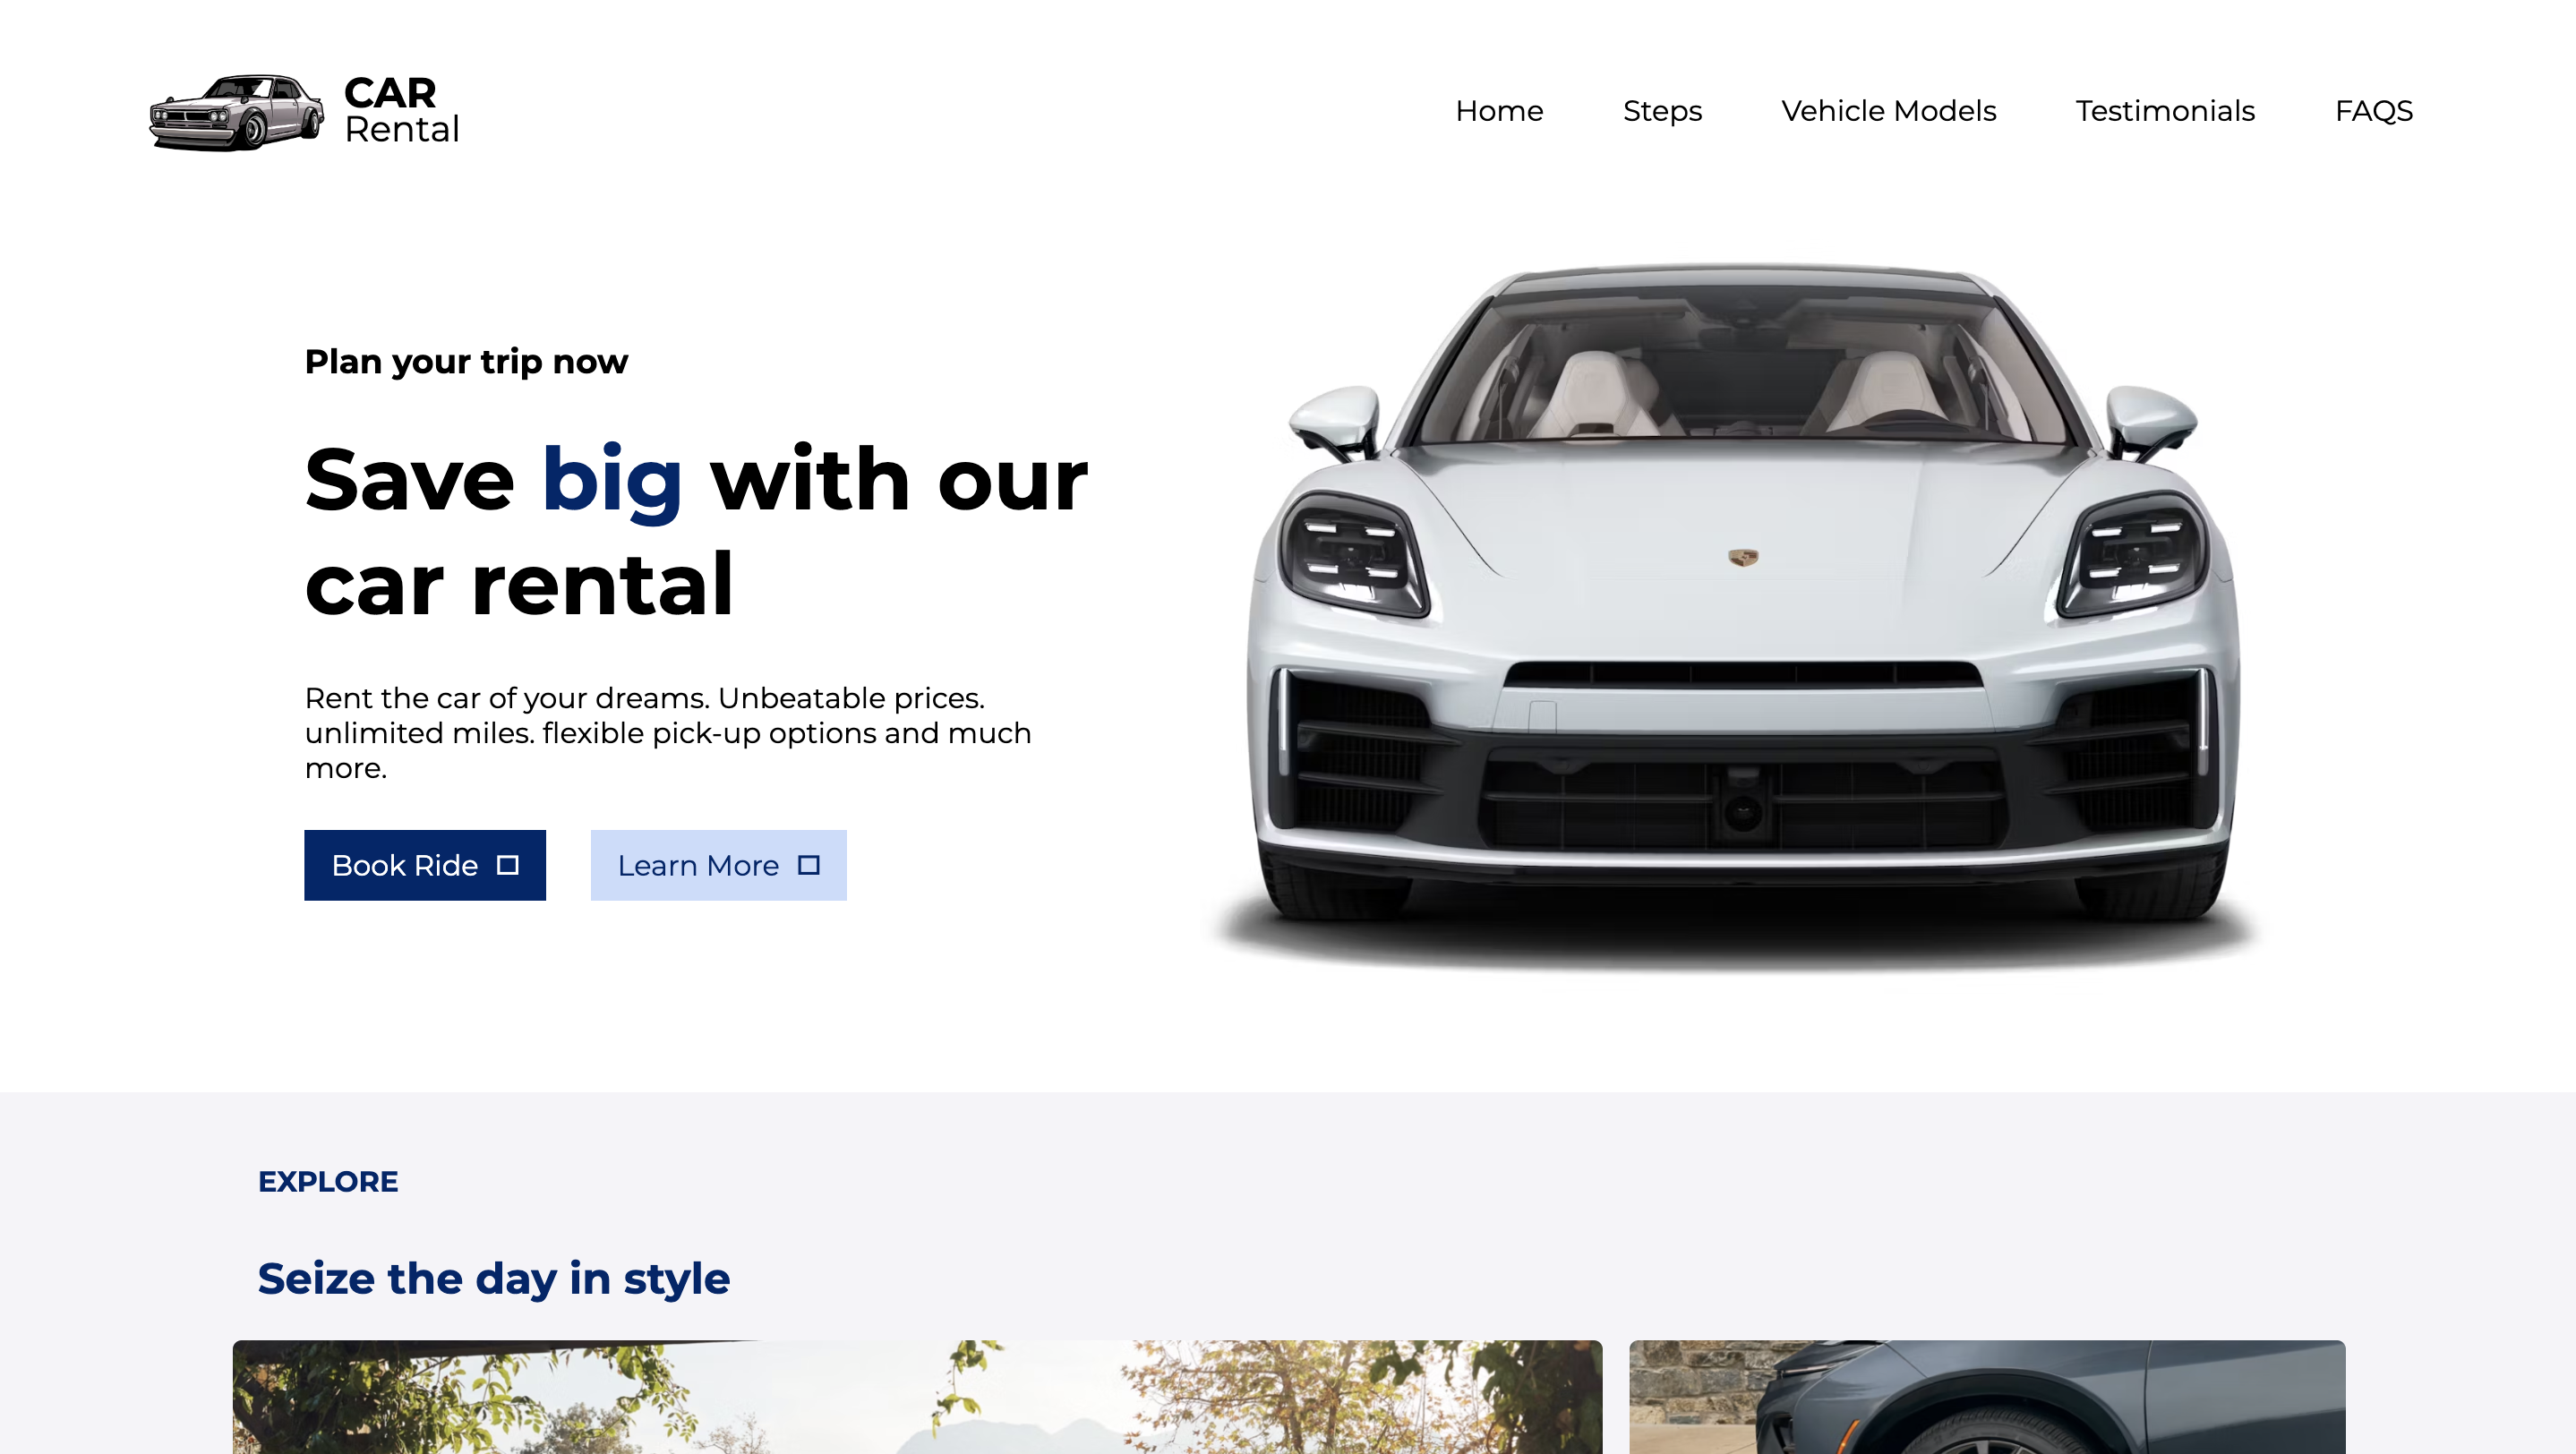 CAR
Rental
Home Steps Vehicle Models Testimonials FAQS
Plan your trip now
Save big with our
car rental
Rent the car of your dreams. Unbeatable prices.
unlimited miles. flexible pick-up options and much
more.
Book Ride Learn More
EXPLORE
Seize the day in style